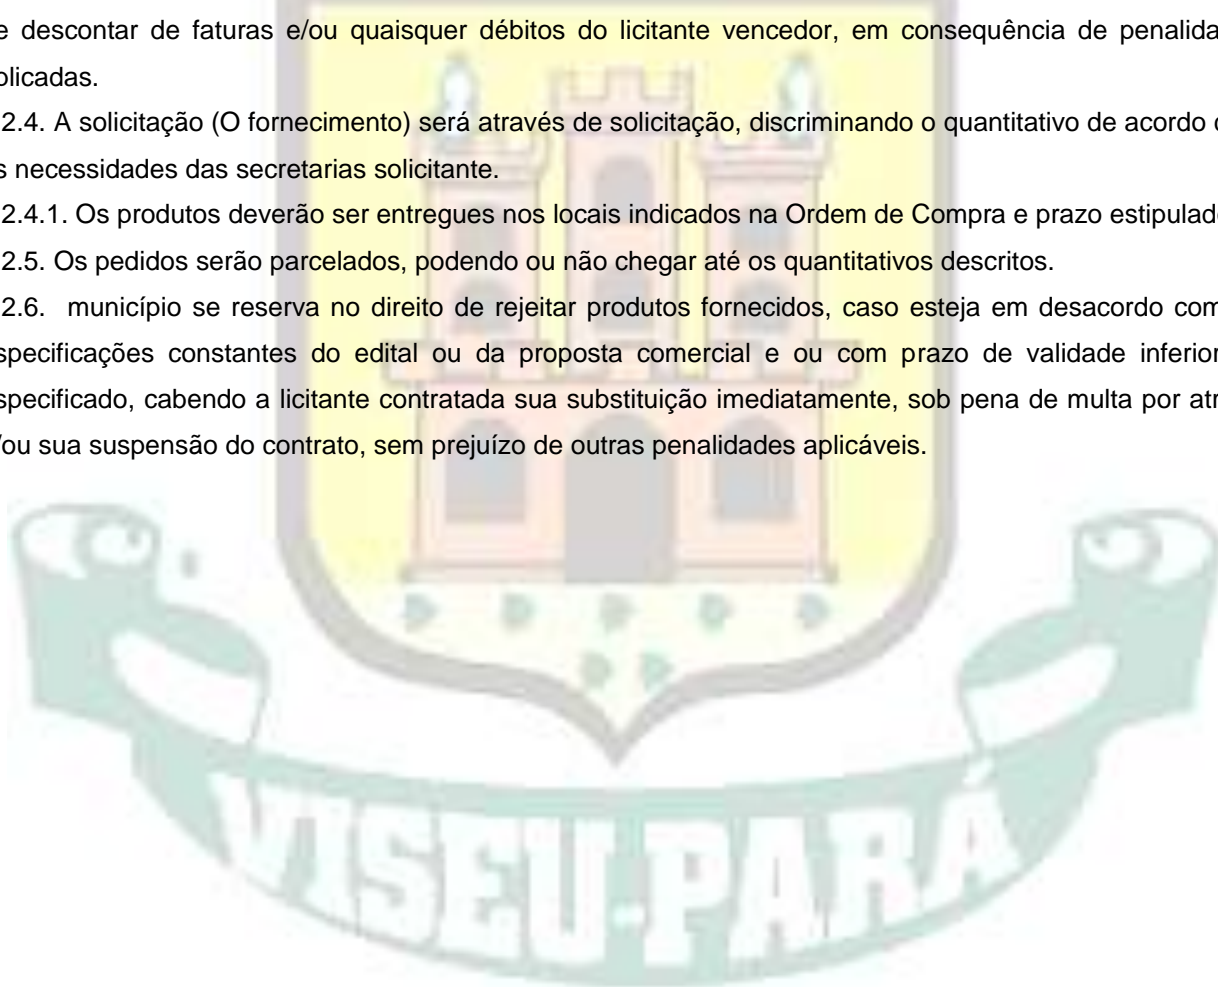 e descontar de faturas e/ou quaisquer débitos do licitante vencedor, em consequência de penalida
plicadas.
2.4. A solicitação (O fornecimento) será através de solicitação, discriminando o quantitativo de acordo c
s necessidades das secretarias solicitante.
2.4.1. Os produtos deverão ser entregues nos locais indicados na Ordem de Compra e prazo estipulad
2.5. Os pedidos serão parcelados, podendo ou não chegar até os quantitativos descritos.
2.6. município se reserva no direito de rejeitar produtos fornecidos, caso esteja em desacordo com
specificações constantes do edital ou da proposta comercial e ou com prazo de validade inferior
specificado, cabendo a licitante contratada sua substituição imediatamente, sob pena de multa por atr
/ou sua suspensão do contrato, sem prejuízo de outras penalidades aplicáveis.
VISEU-PARÁ